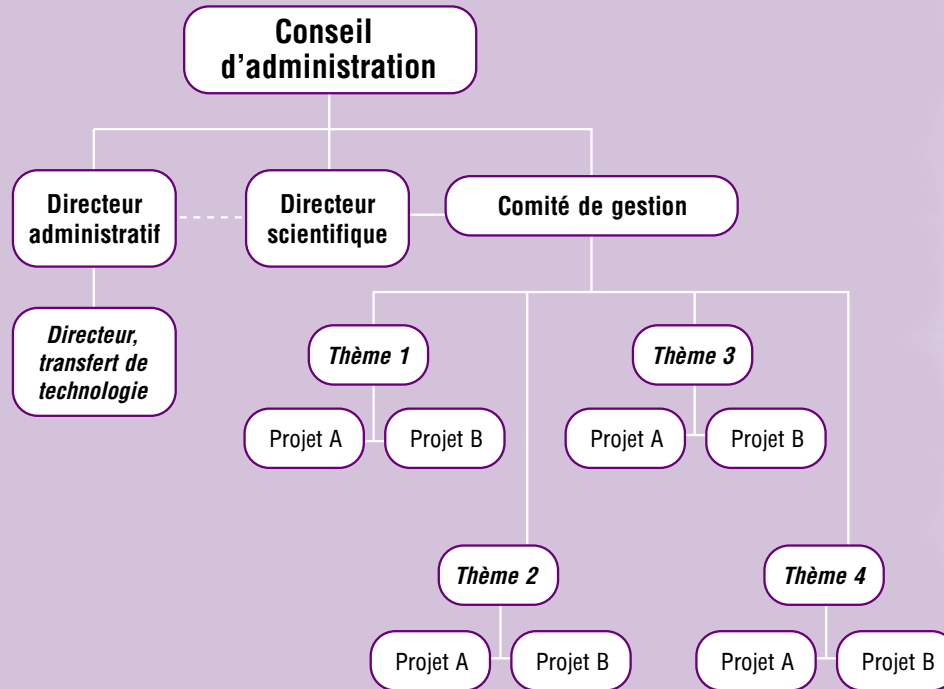 Conseil
d'administration
Directeur
administratif
Directeur
scientifique
Comité de gestion
Directeur,
transfert de
technologie
Thème 1
Thème 3
Projet A
Projet B
Projet A
Projet B
Thème 2
Thème 4
Projet A
Projet B
Projet A
Projet B